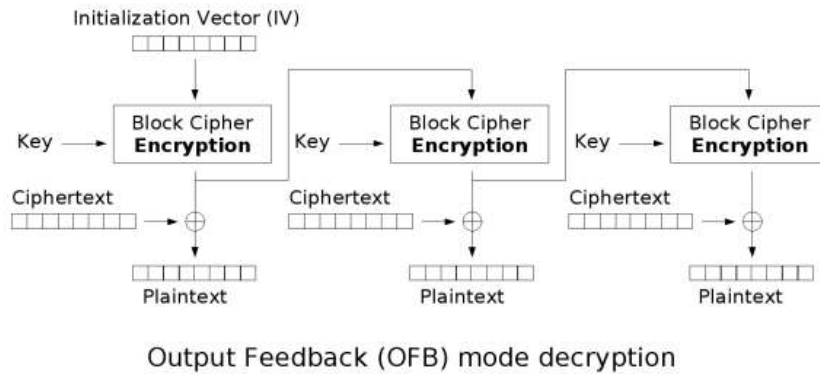 Initialization Vector (IV)
Block Cipher
Encryption
Key
Ciphertext
Plaintext
Block Cipher
Encryption
Key
Ciphertext
Plaintext
Block Cipher
Encryption
Key
Ciphertext
Plaintext
Output Feedback (OFB) mode decryption